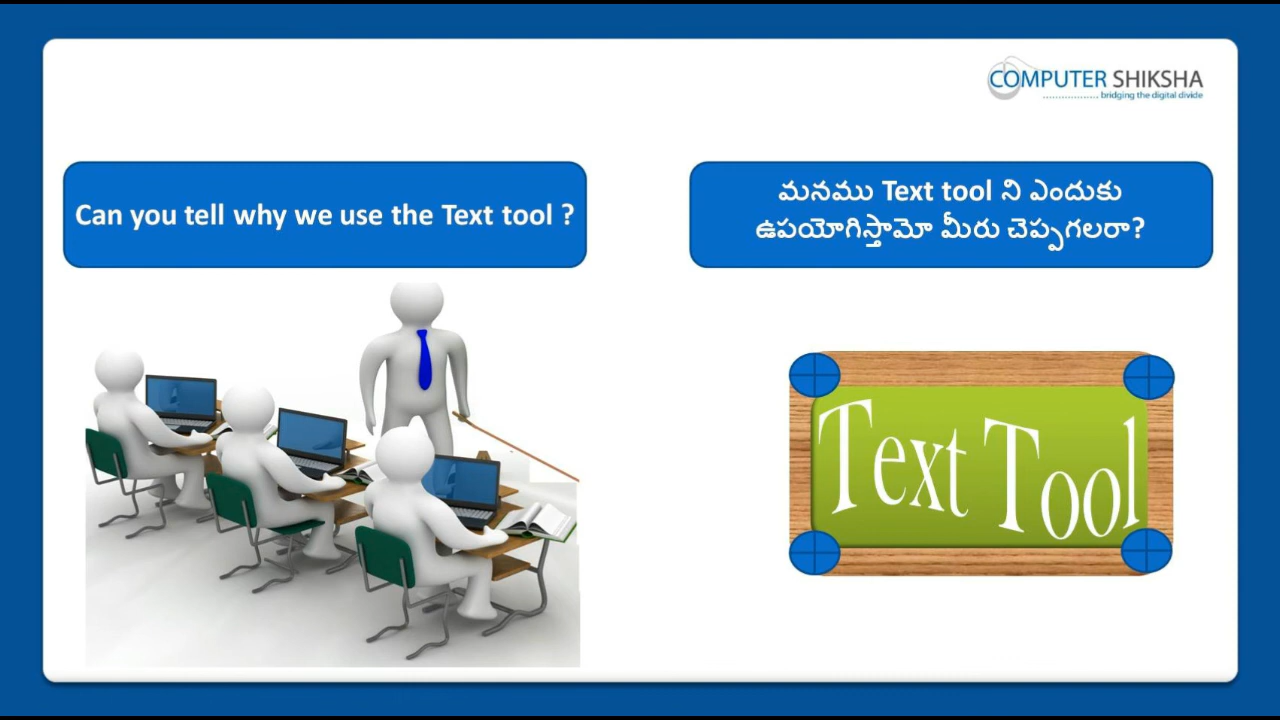 COMPUTER SHIKSHA
bridging the digital divide
Can you tell why we use the Text tool ?
మనము Text tool ని ఎందుకు
ఉపయోగిస్తామో మీరు చెప్పగలరా?
Text Tool